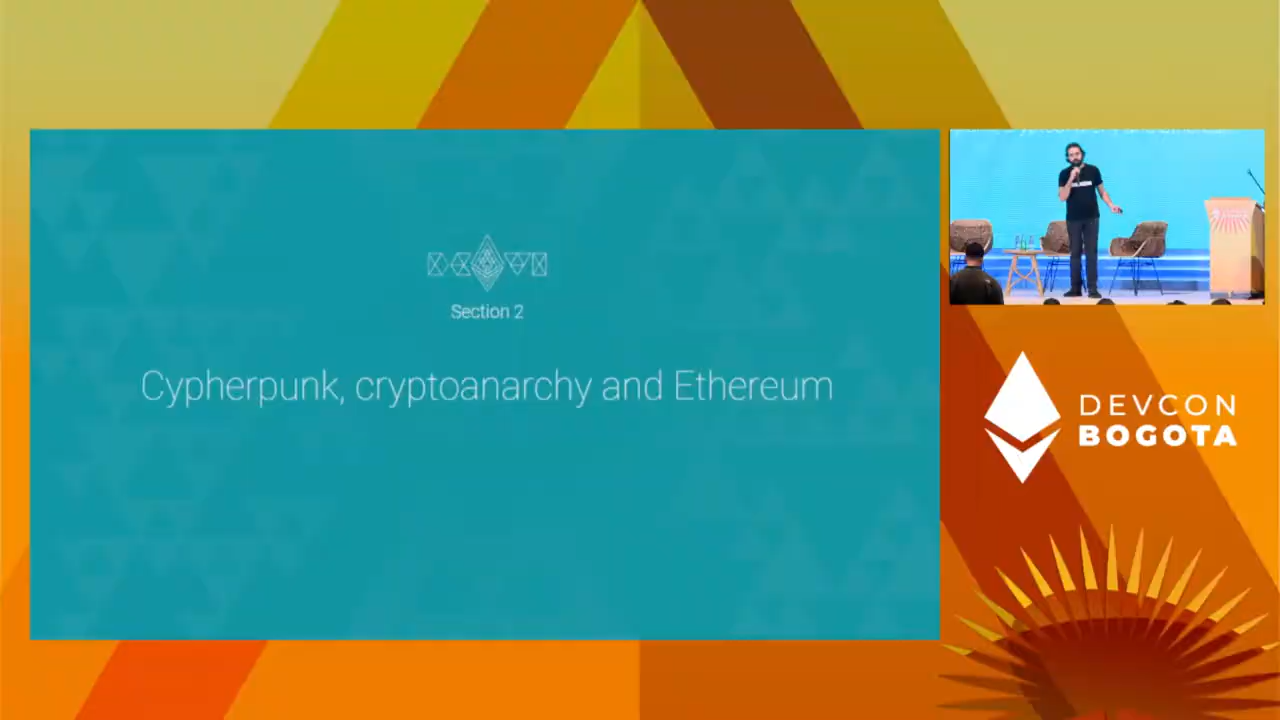 Section 2
Cypherpunk, cryptoanarchy and Ethereum
DEVCON
BOGOTA